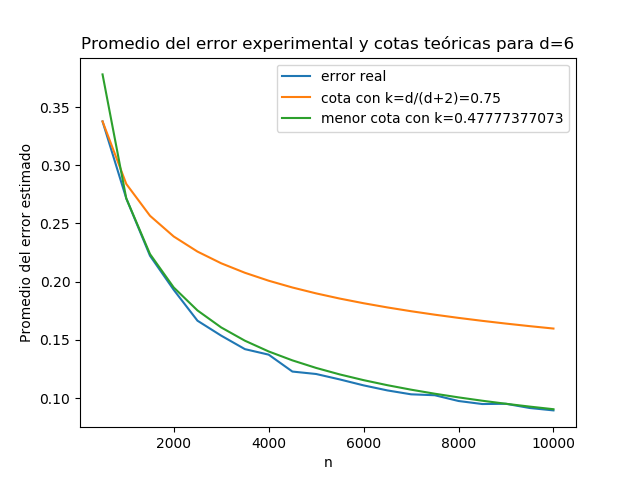 Promedio del error experimental y cotas teóricas para d=6
error real
cota con k=d/(d+2)=0.75
menor cota con k=0.47777377073
Promedio del error estimado
0.35
0.30
0.25
0.20
0.15
0.10
2000
4000
6000
8000
10000
n